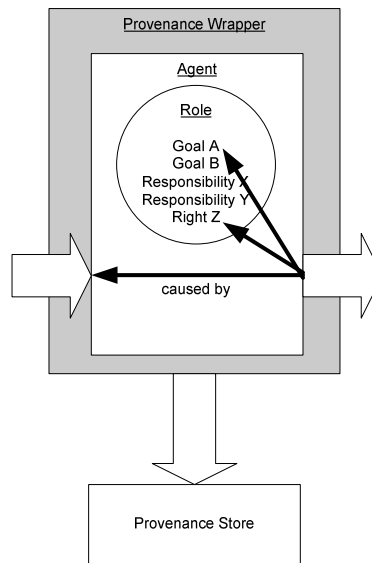 Provenance Wrapper
Agent
Role
Goal A
Goal B
Responsibility X
Responsibility Y
Right Z
caused by
Provenance Store